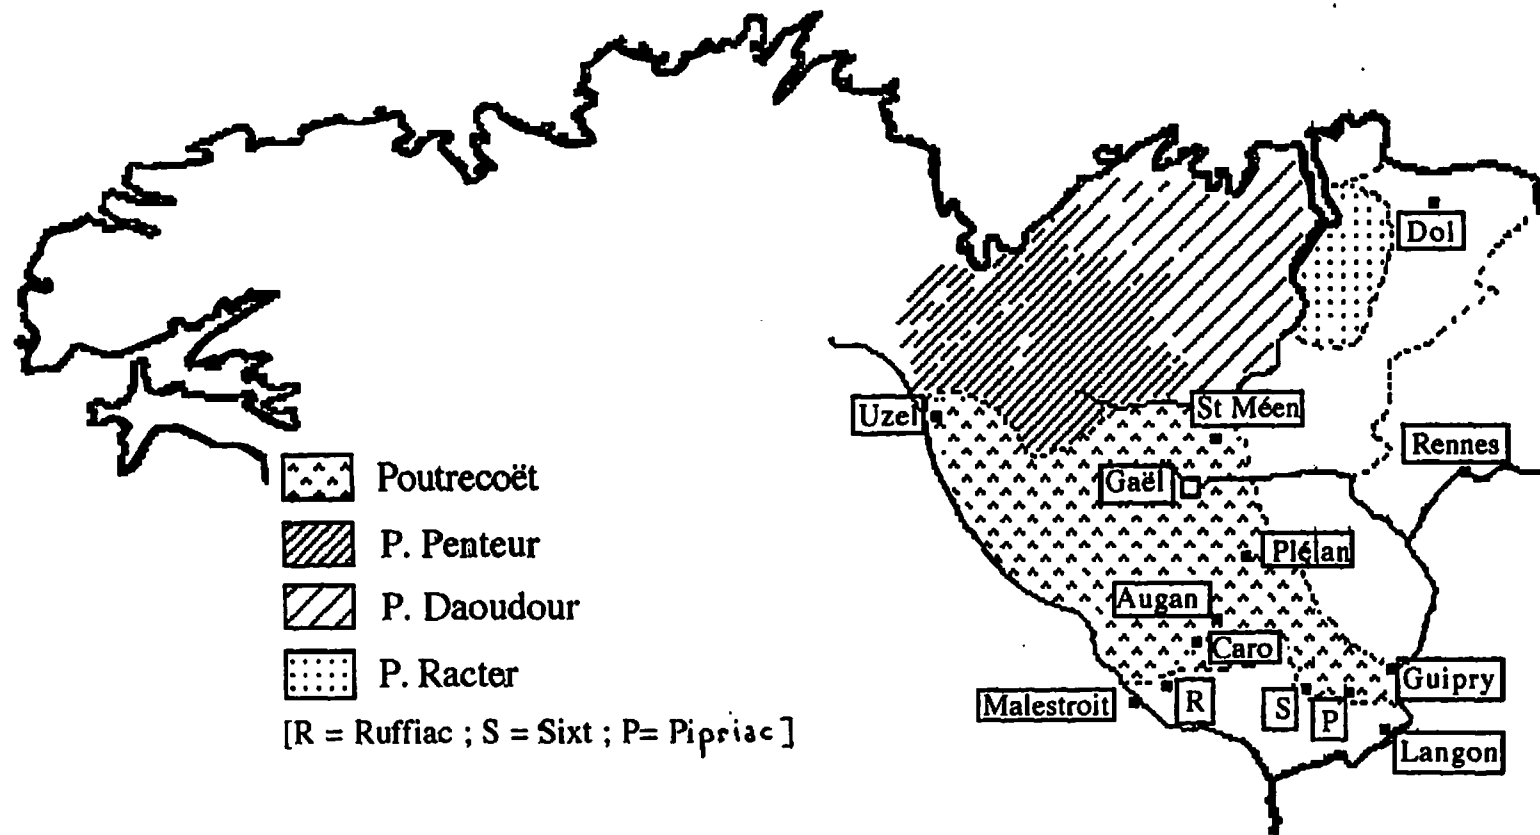 Dol
St Méen
Uzel
Rennes
Gaël
Poutrecoët
P. Penteur
Plélan
Augan
P. Daoudour
Caro
P. Racter
Guipry
Malestroit
R
S
P
[R = Ruffiac ; S = Sixt ; P= Pipriac ]
Langon